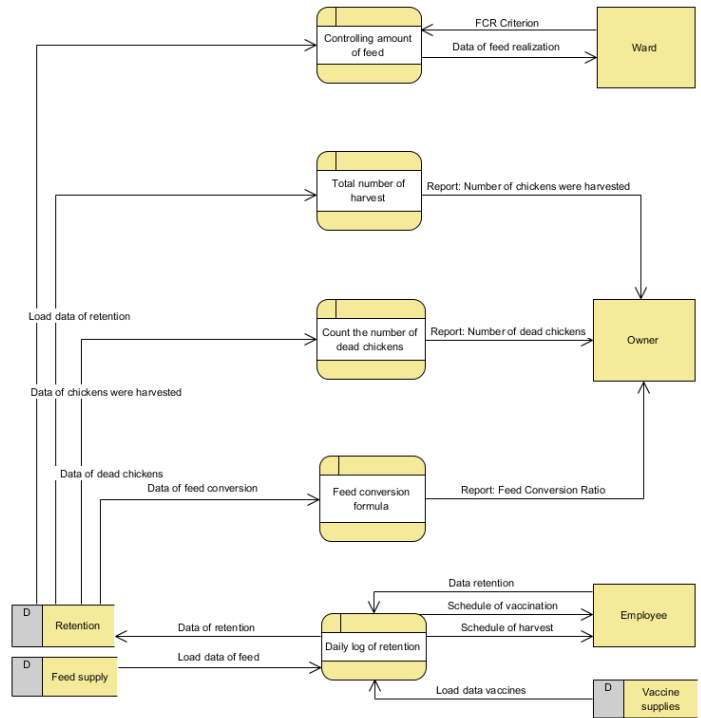 FCR Criterion
Controlling amount
of feed
Data of feed realization
Ward
Total number of
harvest
Report: Number of chickens were harvested
Load data of retention
Count the number of
dead chickens
Report: Number of dead chickens
Owner
Data of chickens were harvested
Data of dead chickens
Data of feed conversion
Feed conversion
formula
Report: Feed Conversion Ratio
Data retention
Schedule of vaccination
Employee
D
Retention
Data of retention
Daily log of retention
Schedule of harvest
D
Feed supply
Load data of feed
Load data vaccines
D
Vaccine
supplies